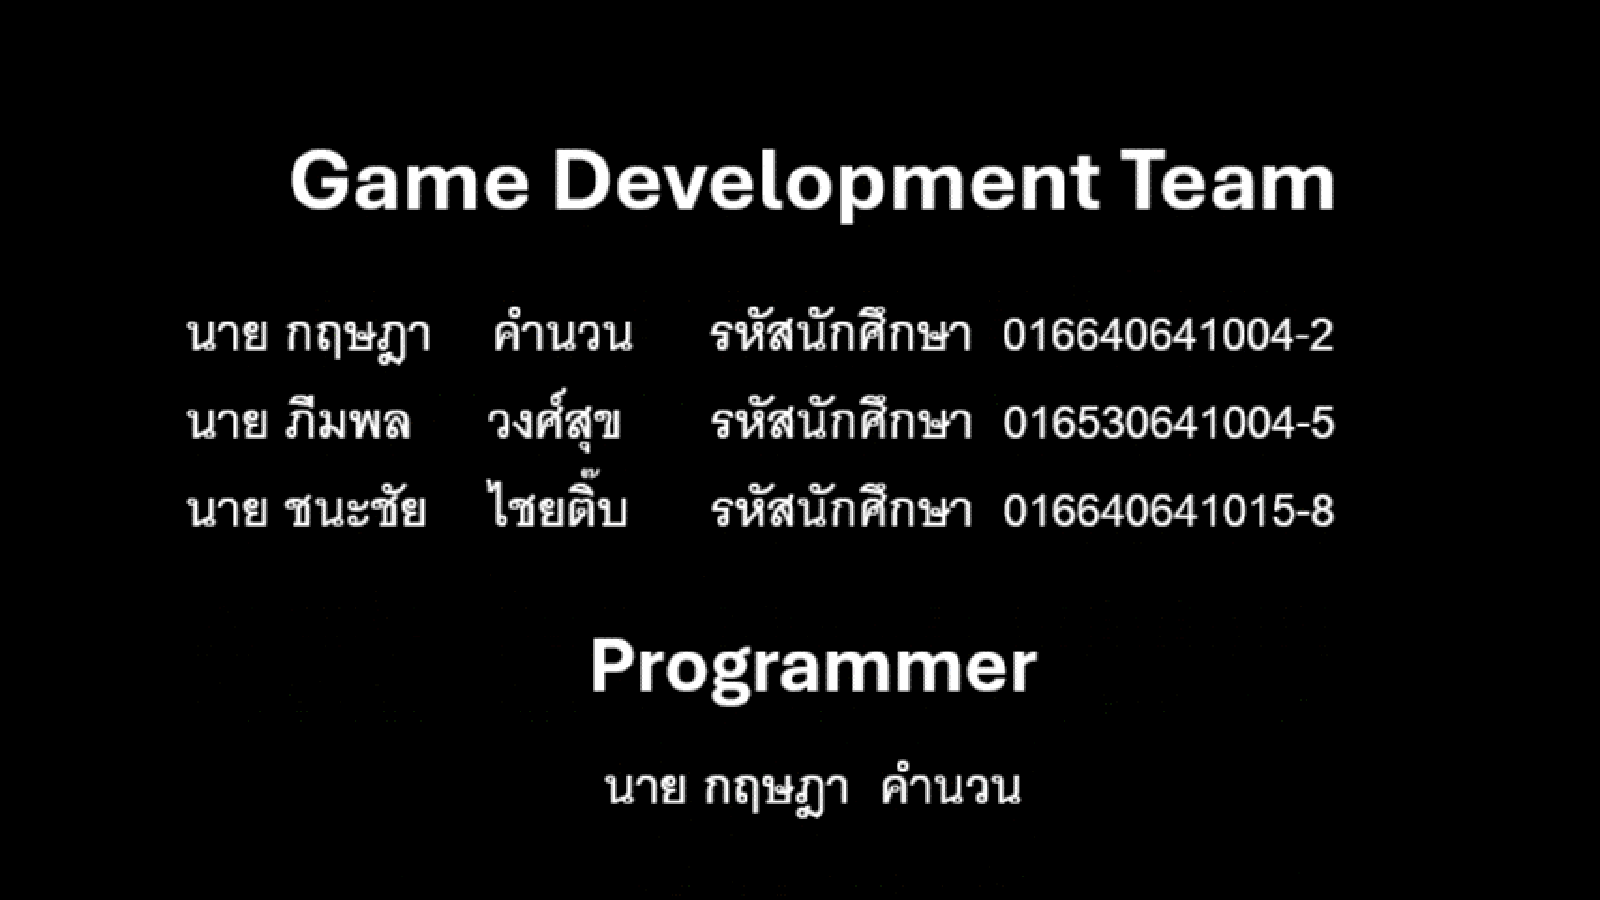 Game Development Team
นาย กฤษฎา คำนวน รหัสนักศึกษา 016640641004-2
นาย ภีมพล วงศ์สุข รหัสนักศึกษา 016530641004-5
นาย ชนะชัย ไชยติ๊บ รหัสนักศึกษา 016640641015-8
Programmer
นาย กฤษฎา คำนวน